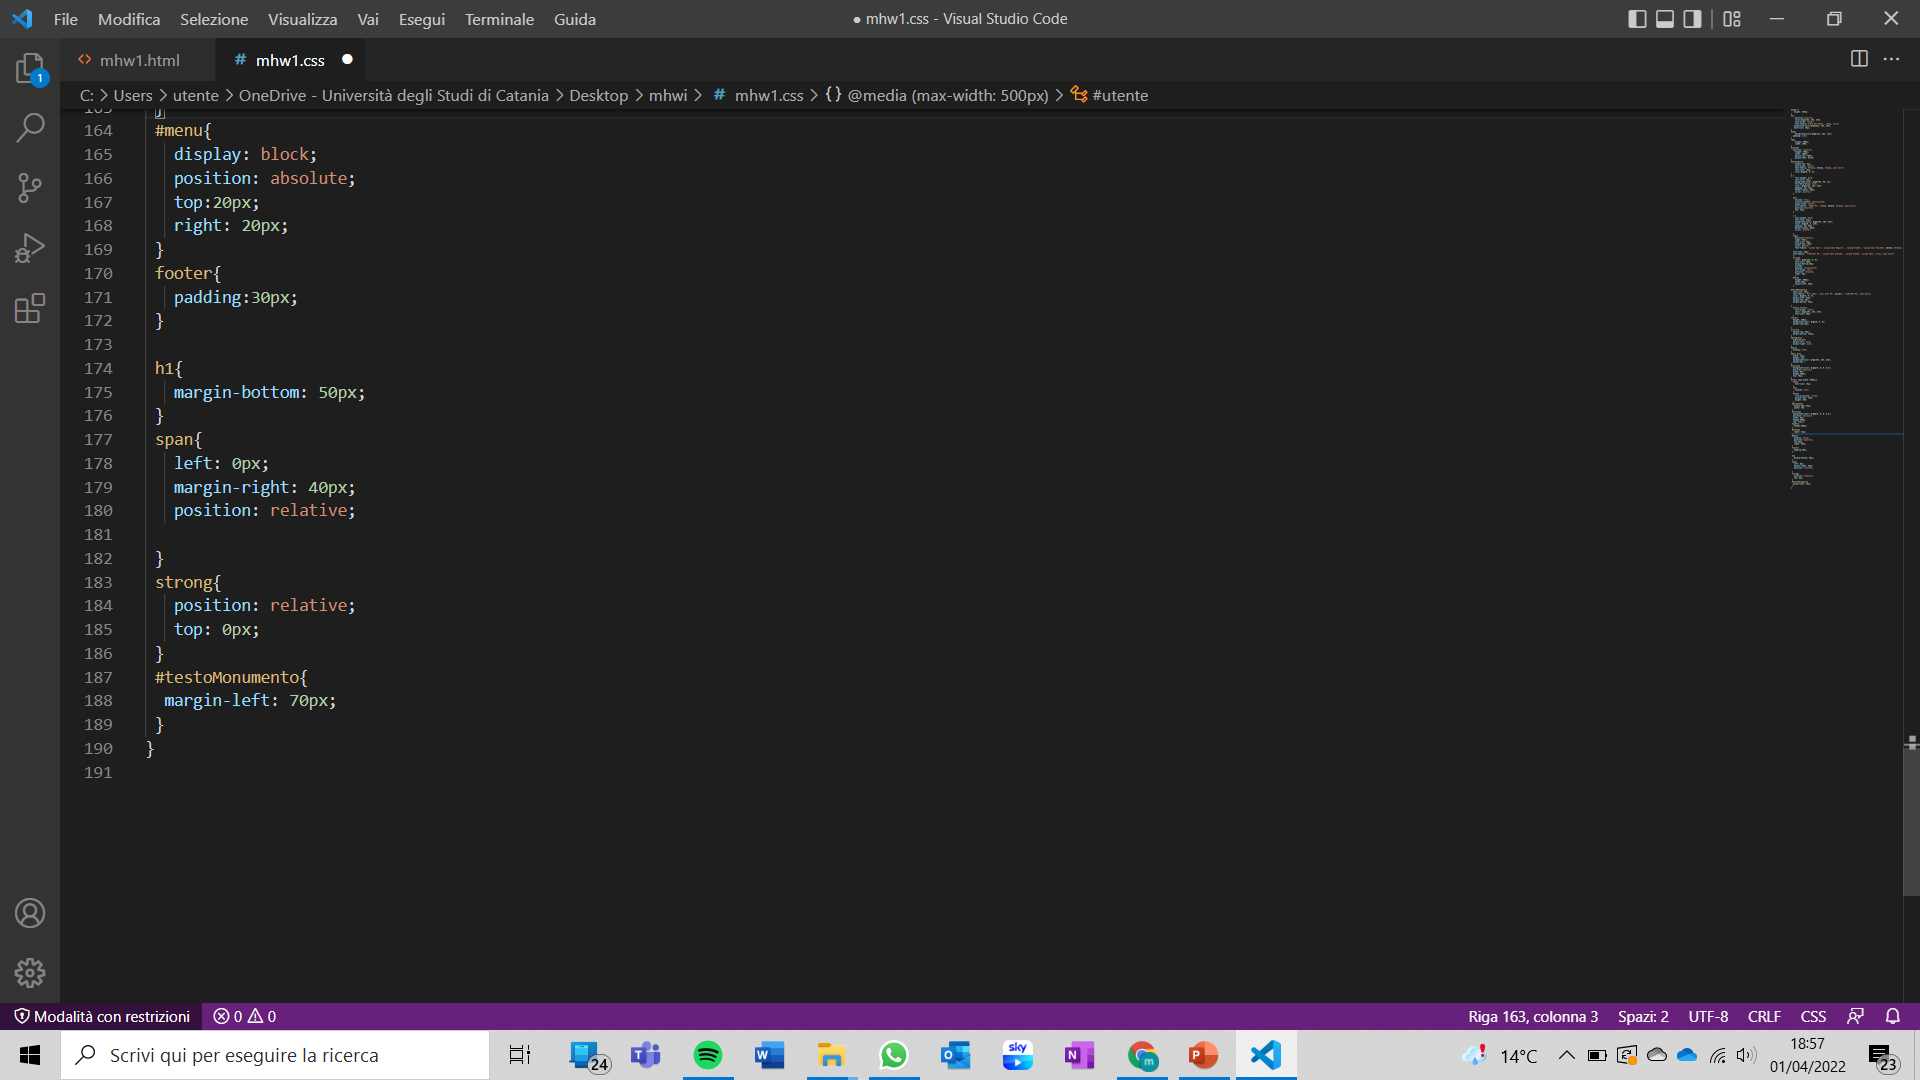 File Modifica Selezione Visualizza Vai Esegui Terminale Guida
● mhw1.css - Visual Studio Code
<> mhw1.html
# mhw1.css ●
C: > Users > utente > OneDrive - Università degli Studi di Catania > Desktop > mhwi > # mhw1.css > {} @media (max-width: 500px) > #utente
163 }
164 #menu{
165 display: block;
166 position: absolute;
167 top:20px;
168 right: 20px;
169 }
170 footer{
171 padding:30px;
172 }
173
174 h1{
175 margin-bottom: 50px;
176 }
177 span{
178 left: 0px;
179 margin-right: 40px;
180 position: relative;
181
182 }
183 strong{
184 position: relative;
185 top: 0px;
186 }
187 #testoMonumento{
188 margin-left: 70px;
189 }
190 }
191
1
Modalità con restrizioni 0 0
Riga 163, colonna 3 Spazi: 2 UTF-8 CRLF CSS
Scrivi qui per eseguire la ricerca
24
T
W
O
sky
N
m
P
14°C
18:57
01/04/2022
23